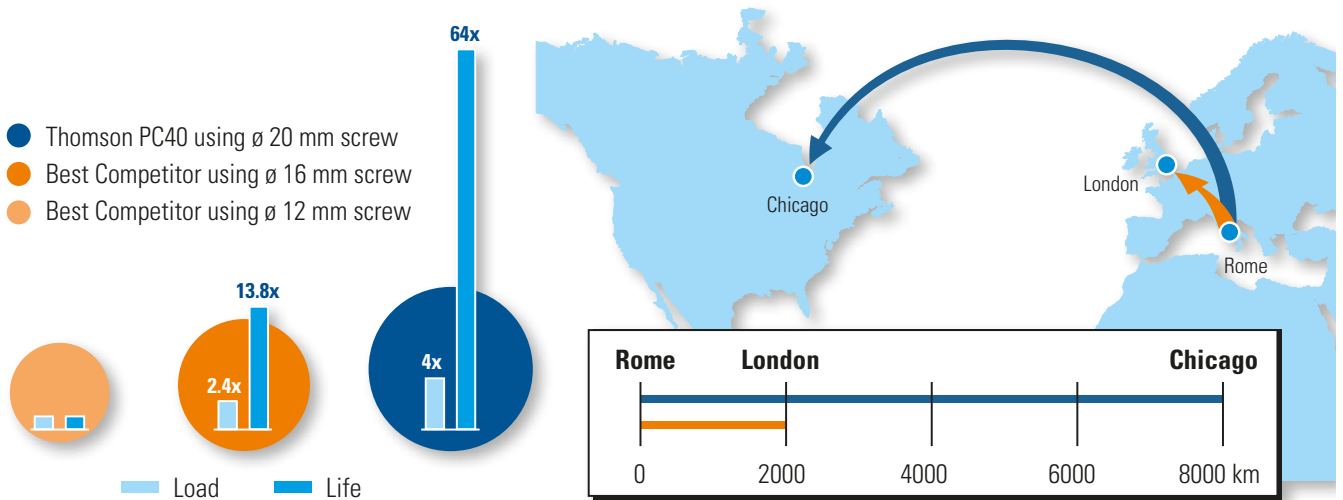 64x
Thomson PC40 using ø 20 mm screw
Best Competitor using ø 16 mm screw
Best Competitor using ø 12 mm screw
13.8x
2.4x
4x
Load
Life
Chicago
London
Rome
Rome London Chicago
0 2000 4000 6000 8000 km